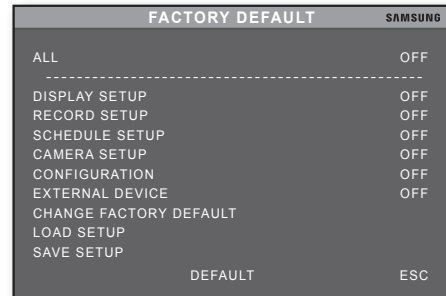 FACTORY DEFAULT SAMSUNG
ALL OFF
DISPLAY SETUP OFF
RECORD SETUP OFF
SCHEDULE SETUP OFF
CAMERA SETUP OFF
CONFIGURATION OFF
EXTERNAL DEVICE OFF
CHANGE FACTORY DEFAULT
LOAD SETUP
SAVE SETUP
DEFAULT ESC